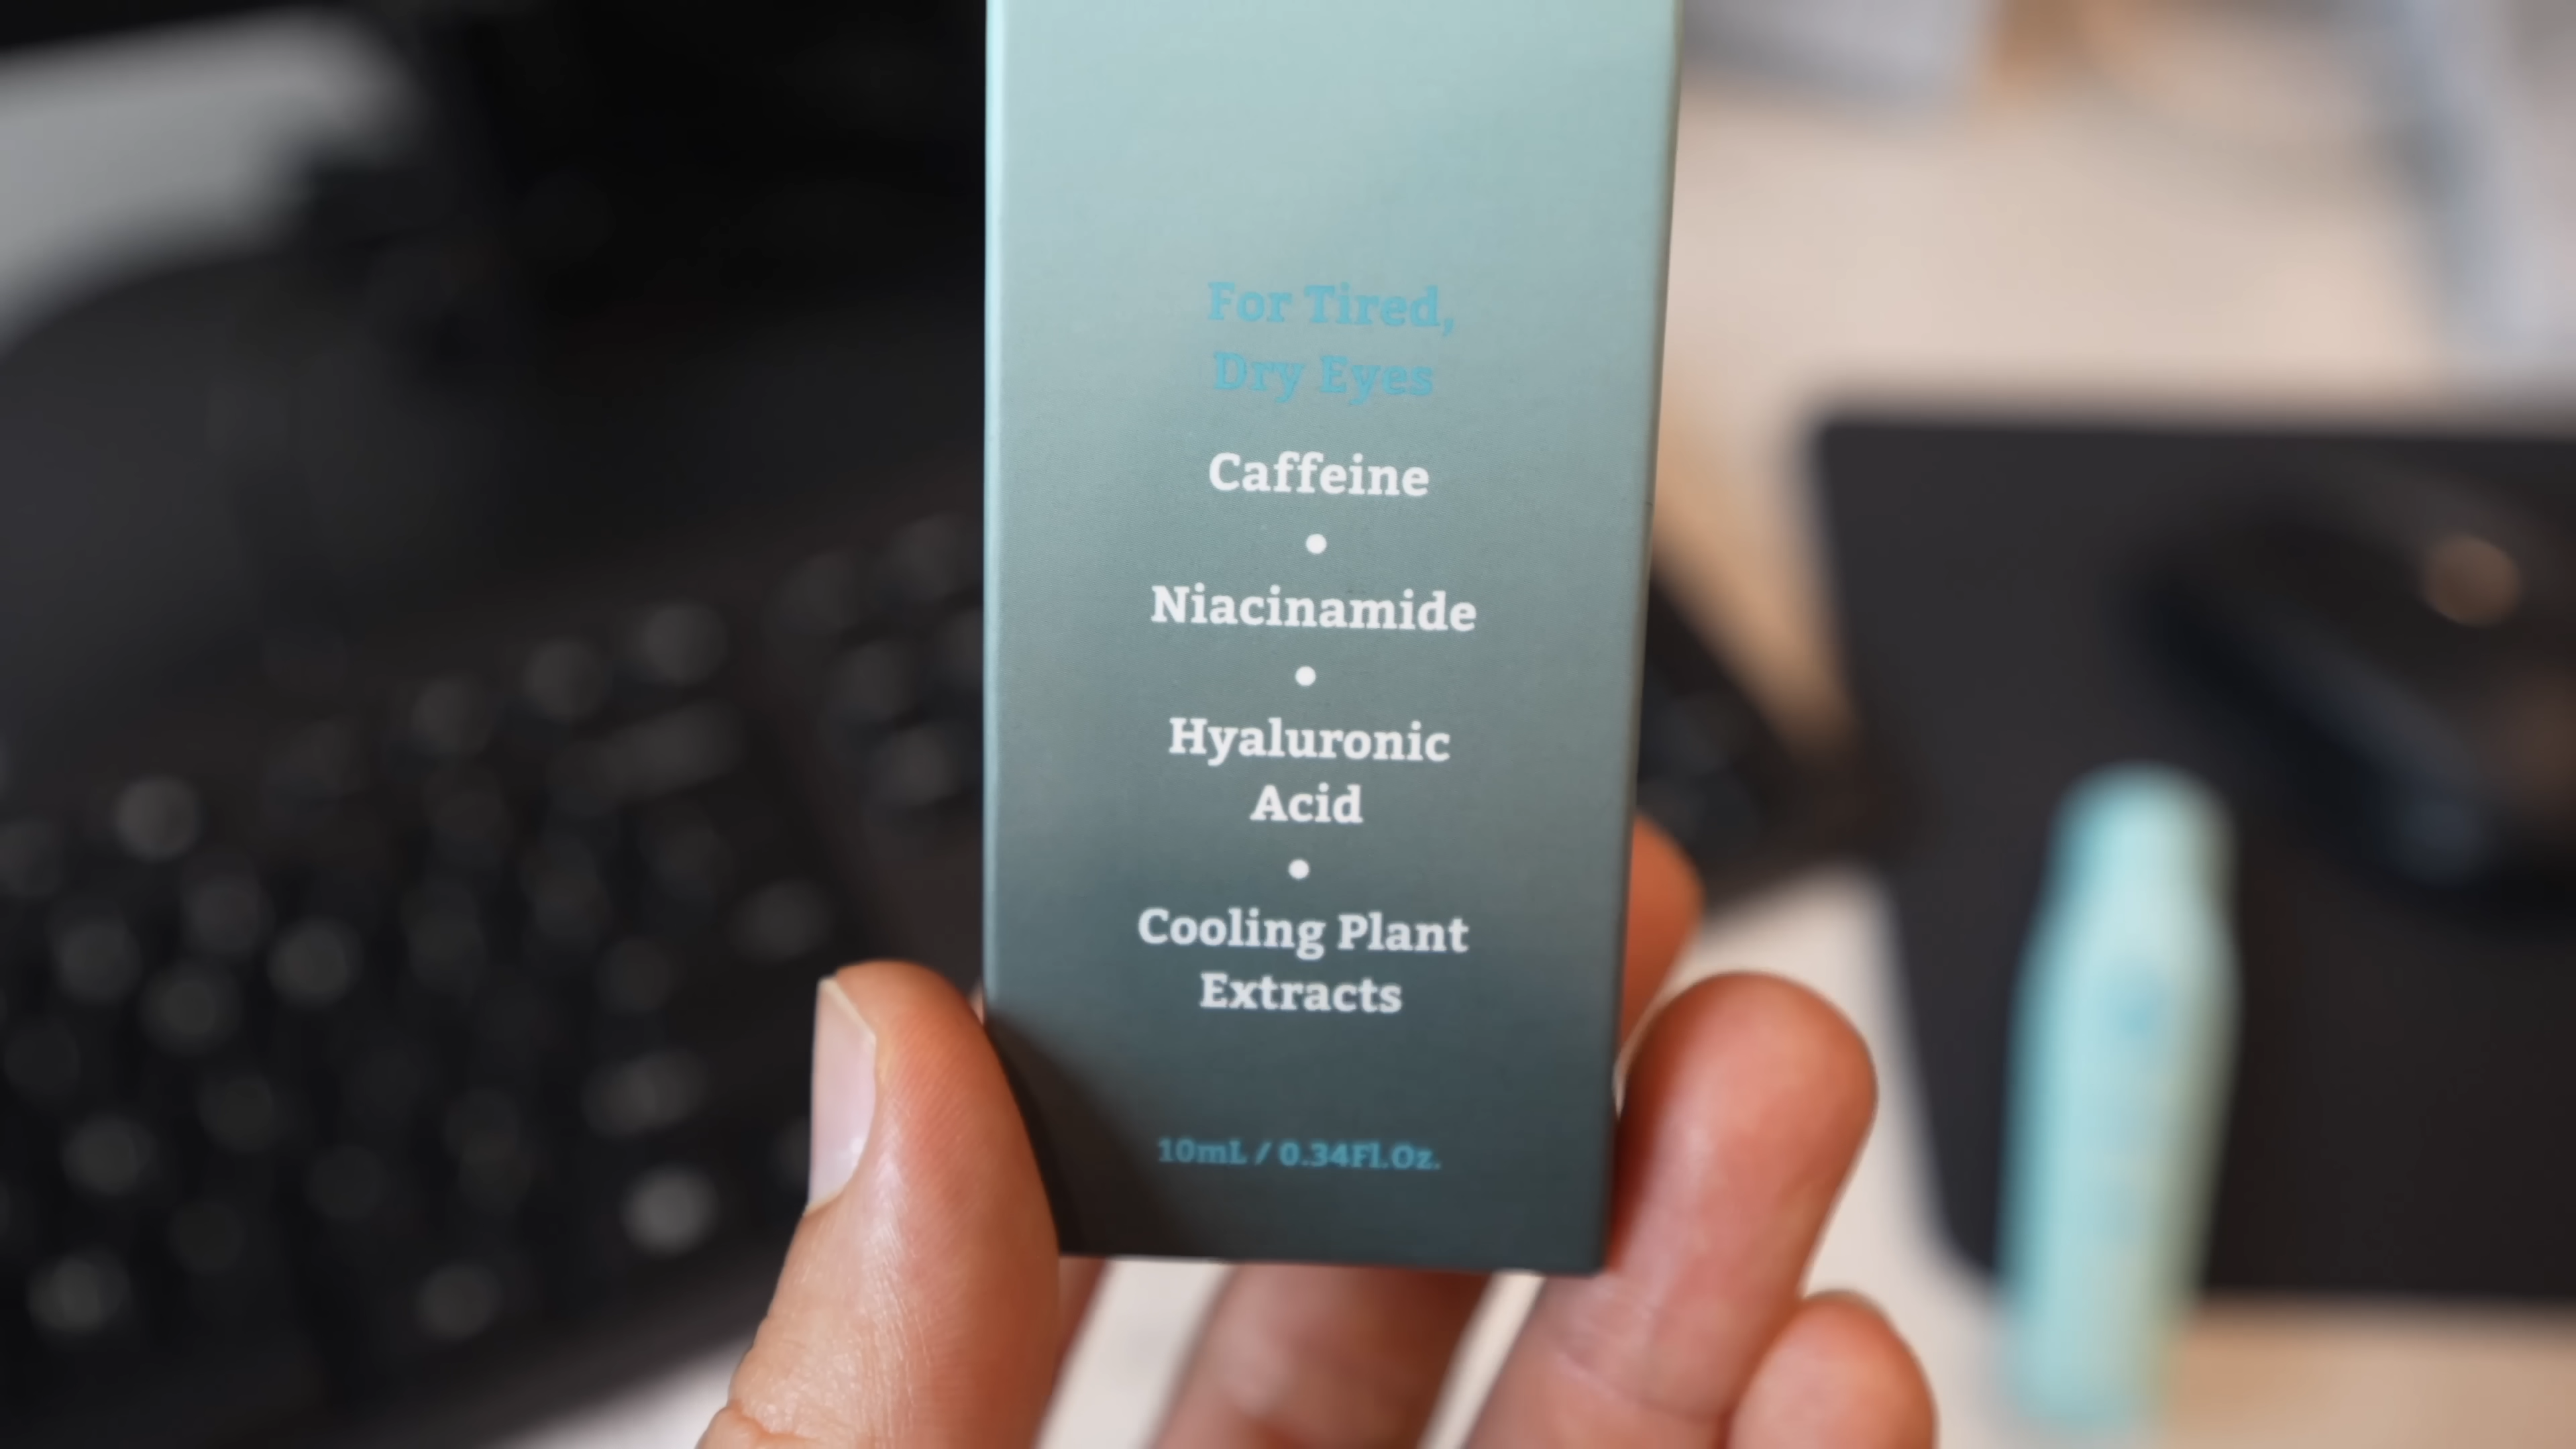 For Tired,
Dry Eyes
Caffeine
•
Niacinamide
•
Hyaluronic
Acid
•
Cooling Plant
Extracts
10mL / 0.34Fl.Oz.